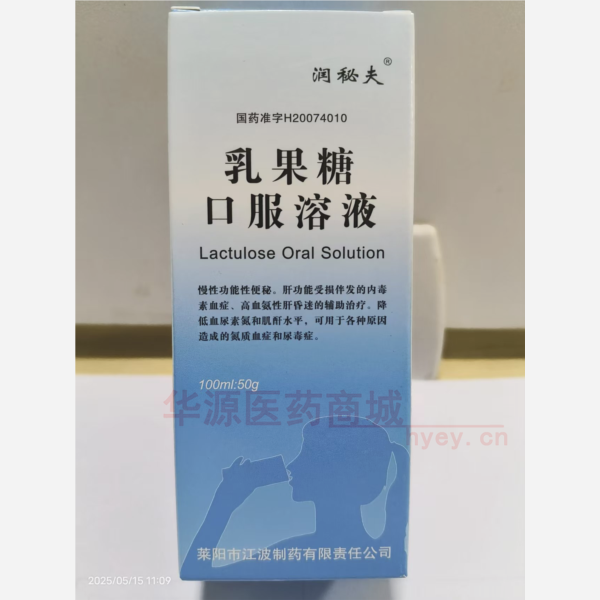 润秘夫®
国药准字H20074010
乳果糖
口服溶液
Lactulose Oral Solution
慢性功能性便秘。肝功能受损伴发的内毒
素血症、高血氨性肝昏迷的辅助治疗。降
低血尿素氮和肌酐水平，可用于各种原因
造成的氮质血症和尿毒症。
100ml:50g
华源医药商城
hyey.cn
莱阳市江波制药有限责任公司
2025/05/15 11:09